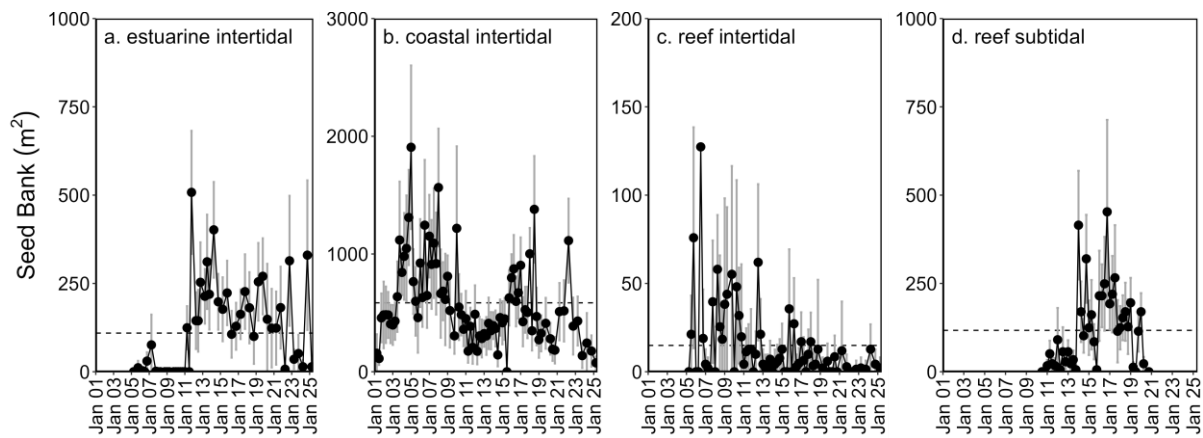 Seed Bank (m²)
a. estuarine intertidal
1000
750
500
250
0
Jan 01
Jan 03
Jan 05
Jan 07
Jan 09
Jan 11
Jan 13
Jan 15
Jan 17
Jan 19
Jan 21
Jan 23
Jan 25
b. coastal intertidal
3000
2000
1000
0
Jan 01
Jan 03
Jan 05
Jan 07
Jan 09
Jan 11
Jan 13
Jan 15
Jan 17
Jan 19
Jan 21
Jan 23
Jan 25
c. reef intertidal
200
150
100
50
0
Jan 01
Jan 03
Jan 05
Jan 07
Jan 09
Jan 11
Jan 13
Jan 15
Jan 17
Jan 19
Jan 21
Jan 23
Jan 25
d. reef subtidal
1000
750
500
250
0
Jan 01
Jan 03
Jan 05
Jan 07
Jan 09
Jan 11
Jan 13
Jan 15
Jan 17
Jan 19
Jan 21
Jan 23
Jan 25